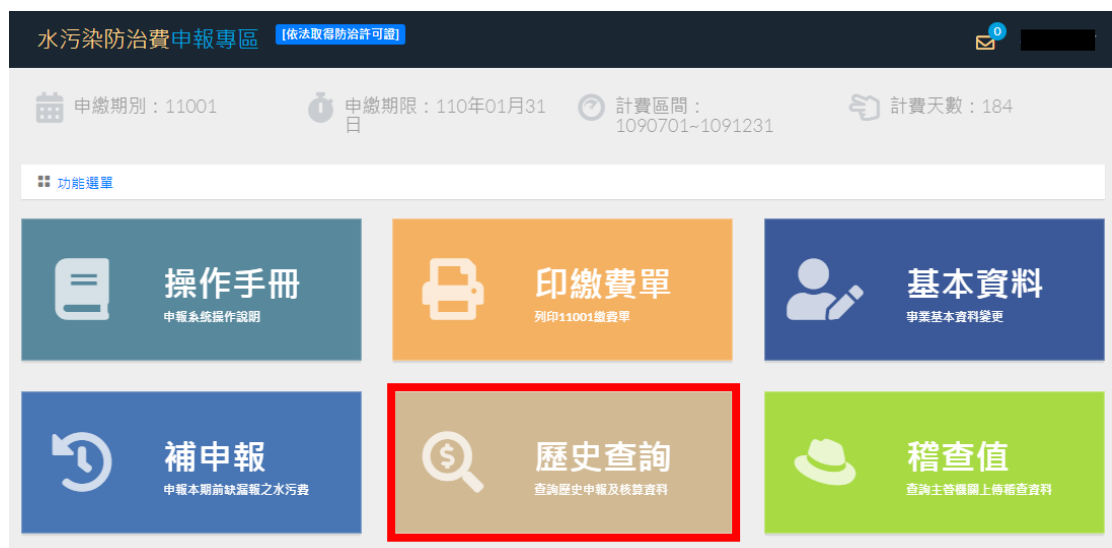 水污染防治費申報專區 [依法取得防治許可證]
0
申繳期別：11001
申繳期限：110年01月31
日
計費區間：
1090701~1091231
計費天數：184
功能選單
操作手冊
申報系統操作說明
印繳費單
列印11001繳費單
基本資料
事業基本資料變更
補申報
申報本期前缺漏報之水污費
歷史查詢
查詢歷史申報及核算資料
稽查值
查詢主管機關上傳稽查資料